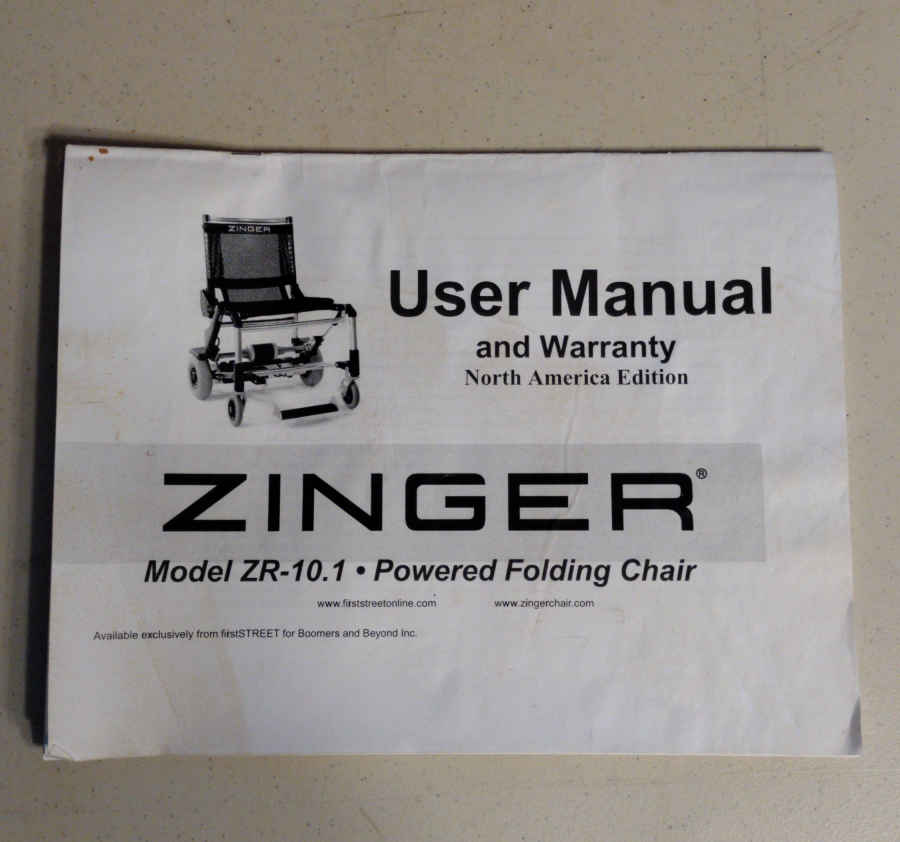 ZINGER
User Manual
and Warranty
North America Edition
ZINGER®
Model ZR-10.1 • Powered Folding Chair
www.firststreetonline.com www.zingerchair.com
Available exclusively from firstSTREET for Boomers and Beyond Inc.